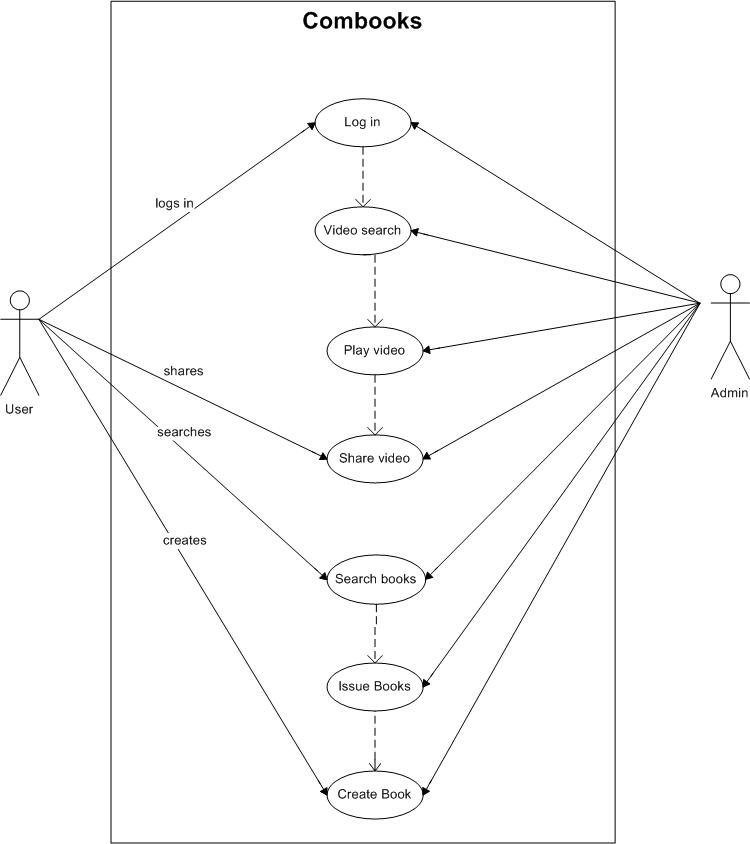 Combooks
Log in
logs in
Video search
Play video
shares
Admin
User
searches
Share video
creates
Search books
Issue Books
Create Book